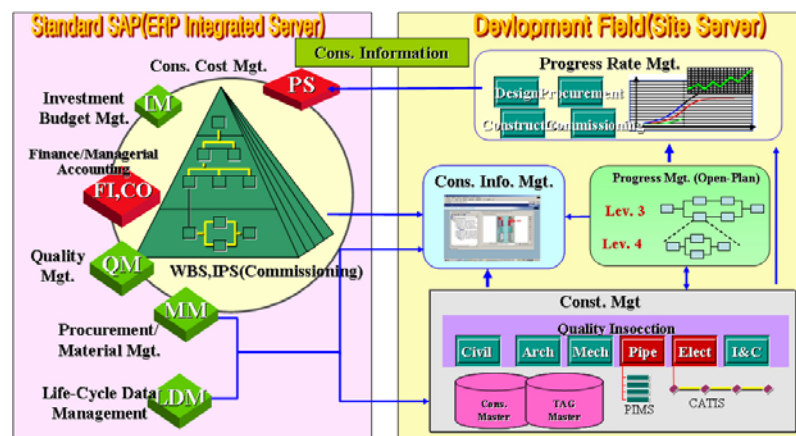 Standard SAP(ERP Integrated Server)
Devlopment Field(Site Server)
Cons. Information
Cons. Cost Mgt.
PS
IM
Investment
Budget Mgt.
Finance/Managerial
Accounting
FI,CO
Quality
Mgt.
QM
WBS,IPS(Commissioning)
MM
Procurement/
Material Mgt.
Life-Cycle Data
Management
LDM
Progress Rate Mgt.
Design
Procurement
Constructi
Commissioning
Cons. Info. Mgt.
Progress Mgt. (Open-Plan)
Lev. 3
Lev. 4
Const. Mgt
Quality Insoection
Civil
Arch
Mech
Pipe
Elect
I&C
Cons.
Master
TAG
Master
PIMS
CATIS